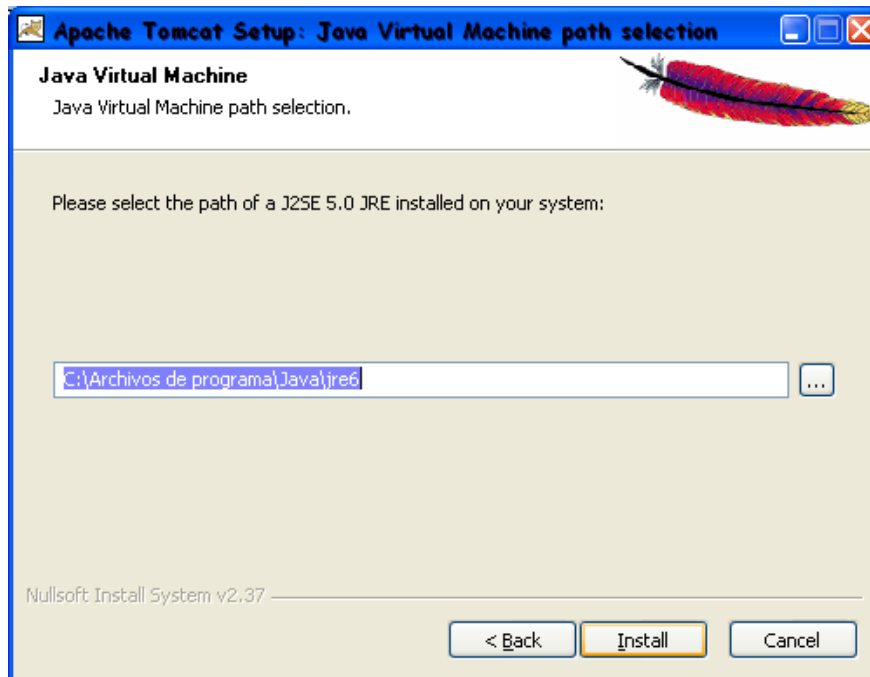 Apache Tomcat Setup: Java Virtual Machine path selection
Java Virtual Machine
Java Virtual Machine path selection.
Please select the path of a J2SE 5.0 JRE installed on your system:
C:\Archivos de programa\Java\jre6
...
Nullsoft Install System v2.37
< Back
Install
Cancel